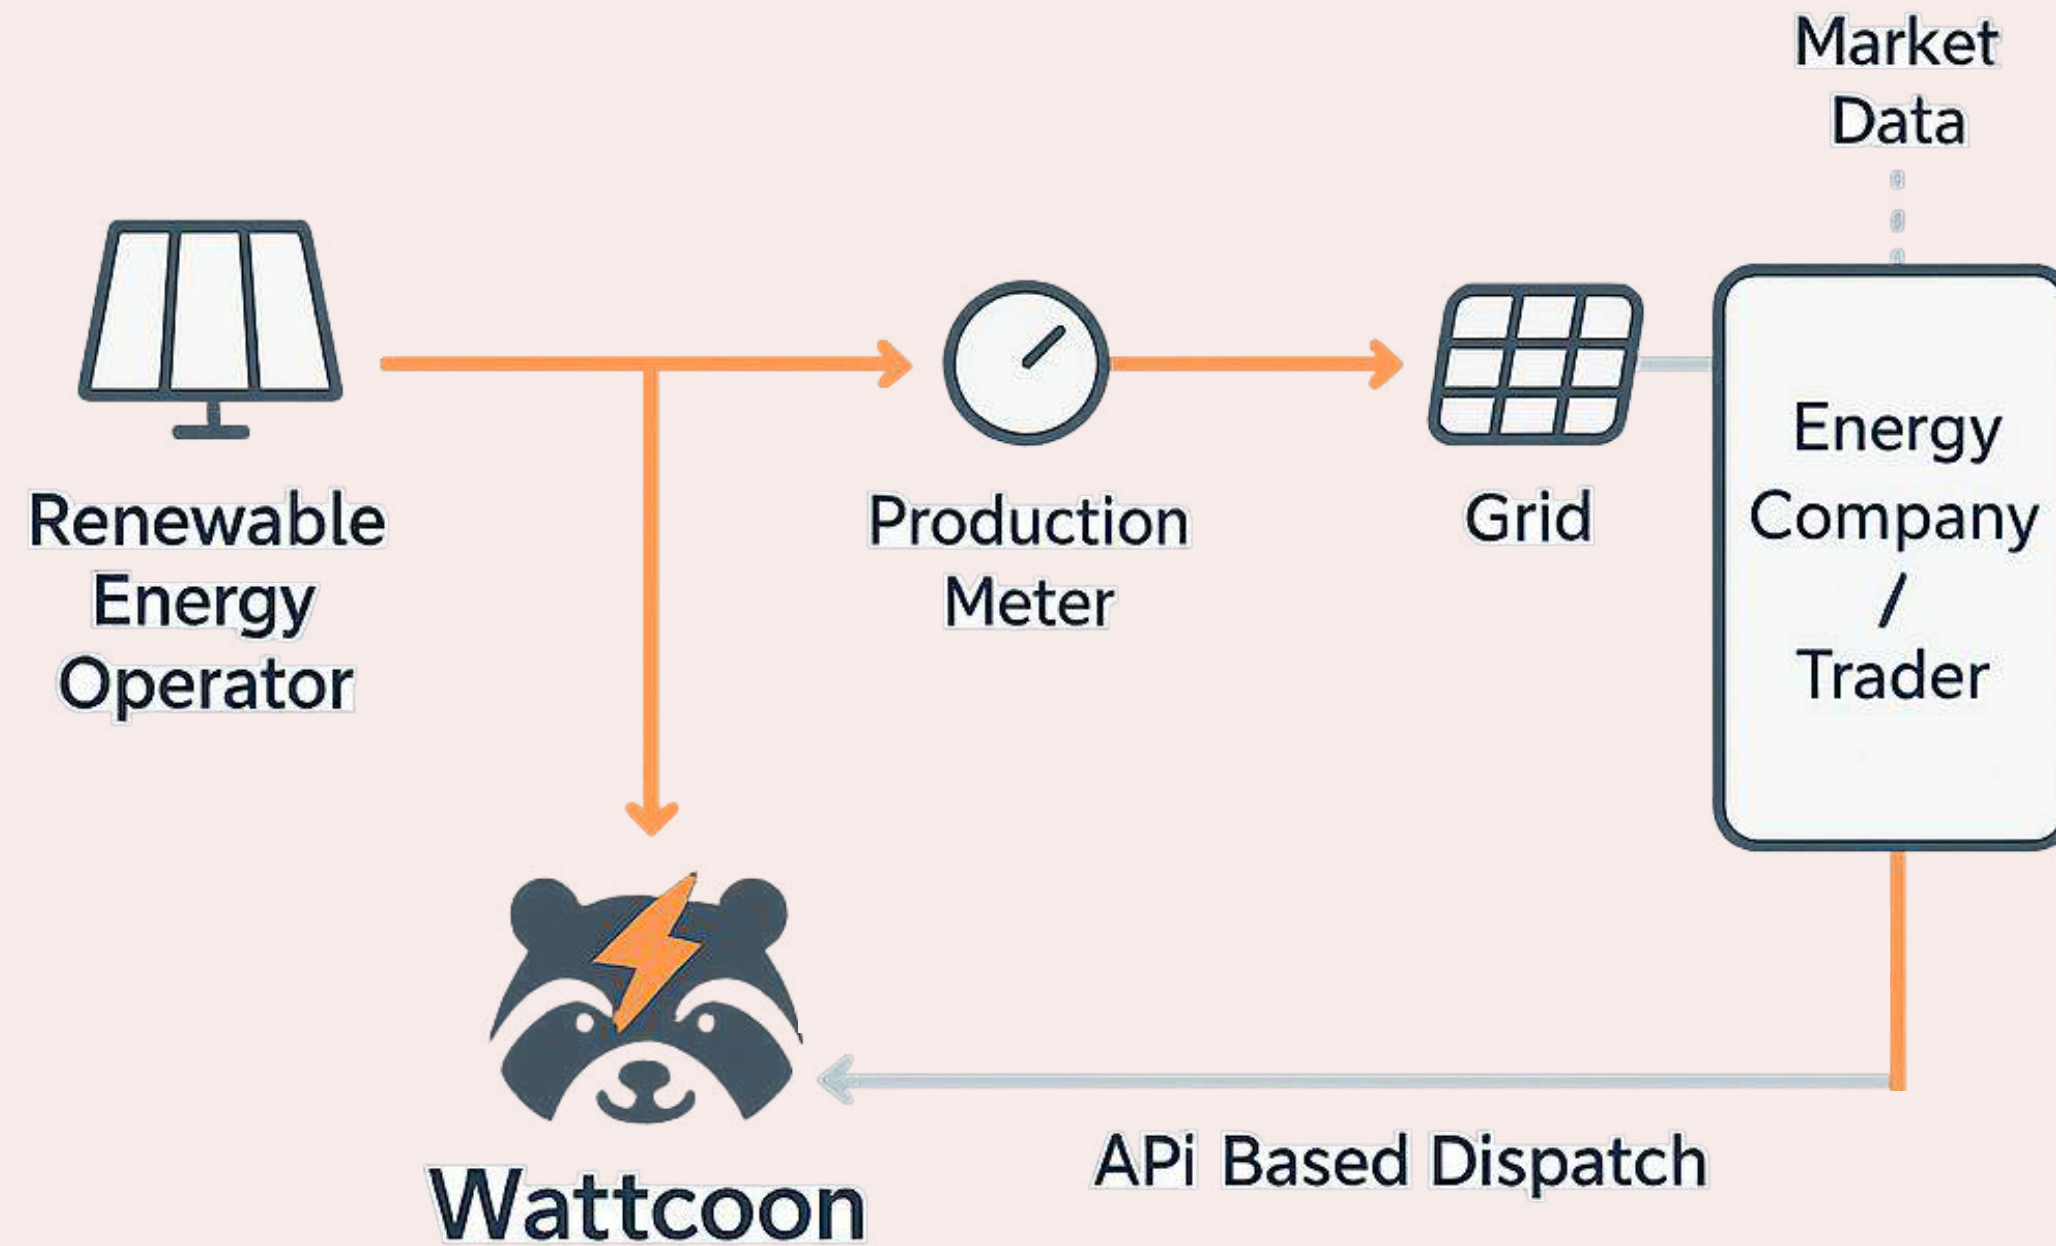 Market
Data
Renewable
Energy
Operator
Production
Meter
Grid
Energy
Company
/
Trader
APi Based Dispatch
Wattcoon